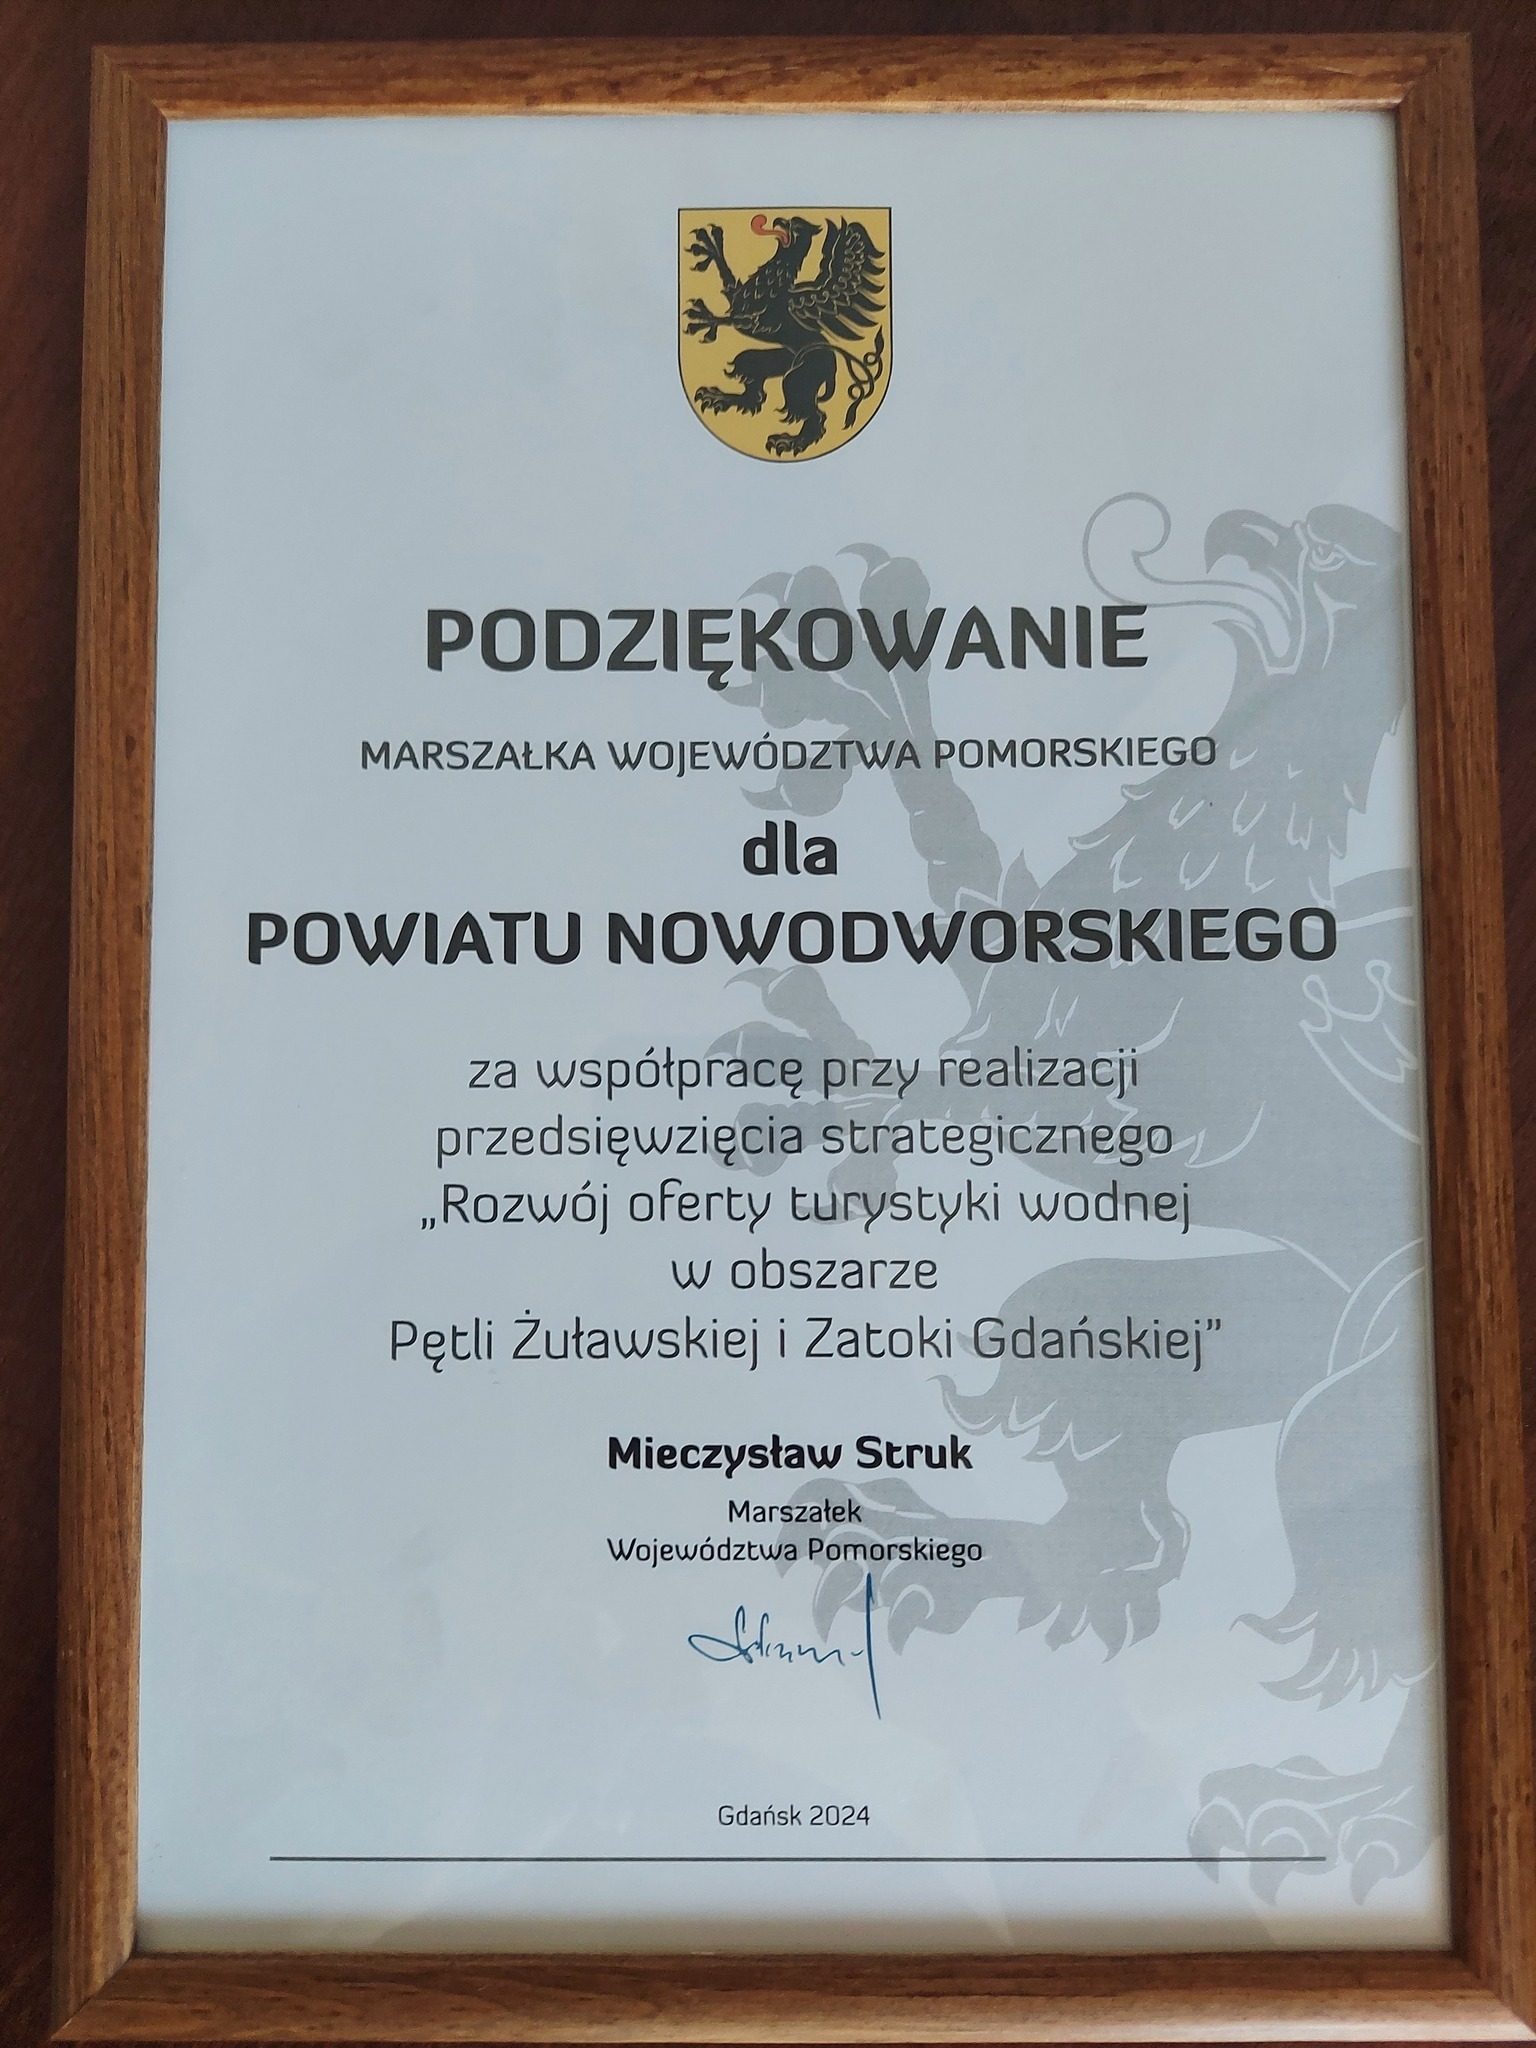 PODZIĘKOWANIE
MARSZAŁKA WOJEWÓDZTWA POMORSKIEGO
dla
POWIATU NOWODWORSKIEGO
za współpracę przy realizacji
przedsięwzięcia strategicznego
„Rozwój oferty turystyki wodnej
w obszarze
Pętli Żuławskiej i Zatoki Gdańskiej”
Mieczysław Struk
Marszałek
Województwa Pomorskiego
Gdańsk 2024